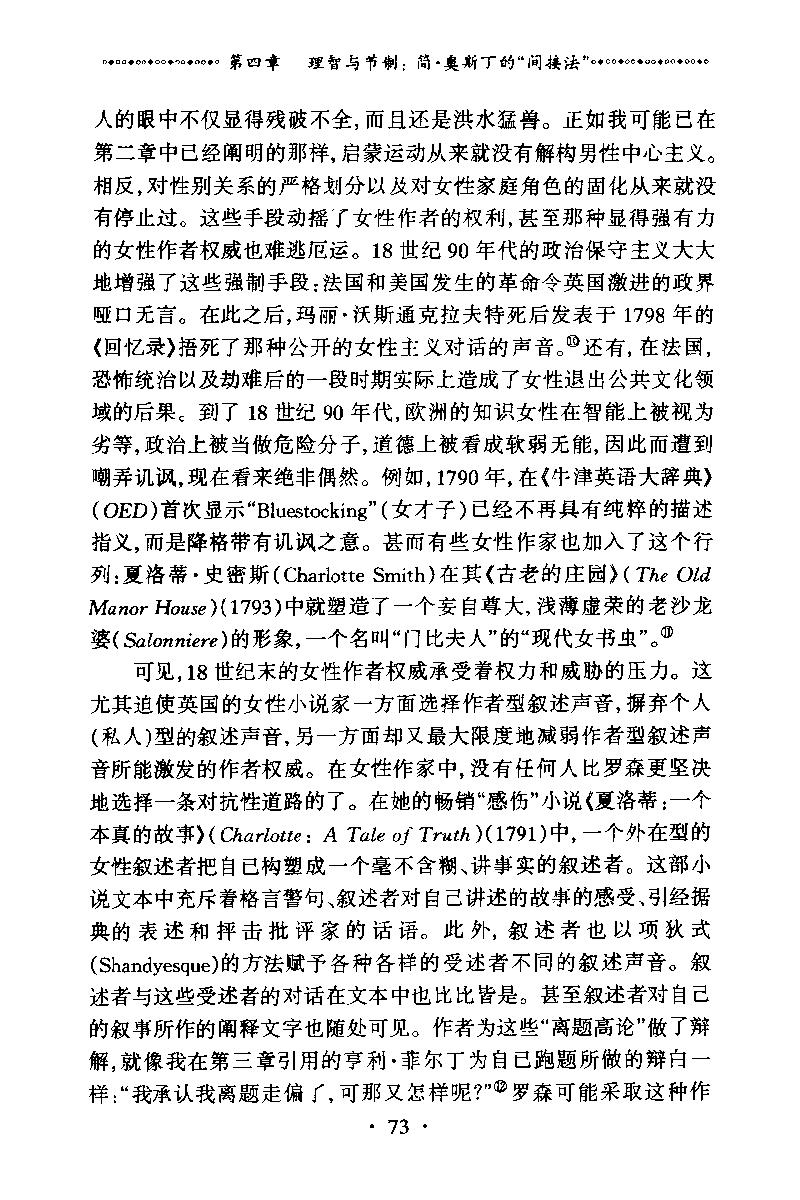 第四章 理智与节制：简·奥斯丁的“间接法”
人的眼中不仅显得残破不全,而且还是洪水猛兽。正如我可能已在
第二章中已经阐明的那样,启蒙运动从来就没有解构男性中心主义。
相反,对性别关系的严格划分以及对女性家庭角色的固化从来就没
有停止过。这些手段动摇了女性作者的权利,甚至那种显得强有力
的女性作者权威也难逃厄运。18 世纪 90 年代的政治保守主义大大
地增强了这些强制手段:法国和美国发生的革命令英国激进的政界
哑口无言。在此之后,玛丽·沃斯通克拉夫特死后发表于 1798 年的
《回忆录》捂死了那种公开的女性主义对话的声音。⑩还有,在法国,
恐怖统治以及劫难后的一段时期实际上造成了女性退出公共文化领
域的后果。到了 18 世纪 90 年代,欧洲的知识女性在智能上被视为
劣等,政治上被当做危险分子,道德上被看成软弱无能,因此而遭到
嘲弄讥讽,现在看来绝非偶然。例如,1790 年,在《牛津英语大辞典》
(OED)首次显示“Bluestocking”(女才子)已经不再具有纯粹的描述
指义,而是降格带有讥讽之意。甚而有些女性作家也加入了这个行
列:夏洛蒂·史密斯(Charlotte Smith)在其《古老的庄园》(The Old
Manor House)(1793)中就塑造了一个妄自尊大,浅薄虚荣的老沙龙
婆(Salonniere)的形象,一个名叫“门比夫人”的“现代女书虫”。⑪
可见,18 世纪末的女性作者权威承受着权力和威胁的压力。这
尤其迫使英国的女性小说家一方面选择作者型叙述声音,摒弃个人
(私人)型的叙述声音,另一方面却又最大限度地减弱作者型叙述声
音所能激发的作者权威。在女性作家中,没有任何人比罗森更坚决
地选择一条对抗性道路的了。在她的畅销“感伤”小说《夏洛蒂:一个
本真的故事》(Charlotte: A Tale of Truth)(1791)中,一个外在型的
女性叙述者把自己构塑成一个毫不含糊、讲事实的叙述者。这部小
说文本中充斥着格言警句、叙述者对自己讲述的故事的感受、引经据
典的表述和抨击批评家的话语。此外,叙述者也以项狄式
(Shandyesque)的方法赋予各种各样的受述者不同的叙述声音。叙
述者与这些受述者的对话在文本中也比比皆是。甚至叙述者对自己
的叙事所作的阐释文字也随处可见。作者为这些“离题高论”做了辩
解,就像我在第三章引用的亨利·菲尔丁为自己跑题所做的辩白一
样:“我承认我离题走偏了,可那又怎样呢?”⑫罗森可能采取这种作
· 73 ·